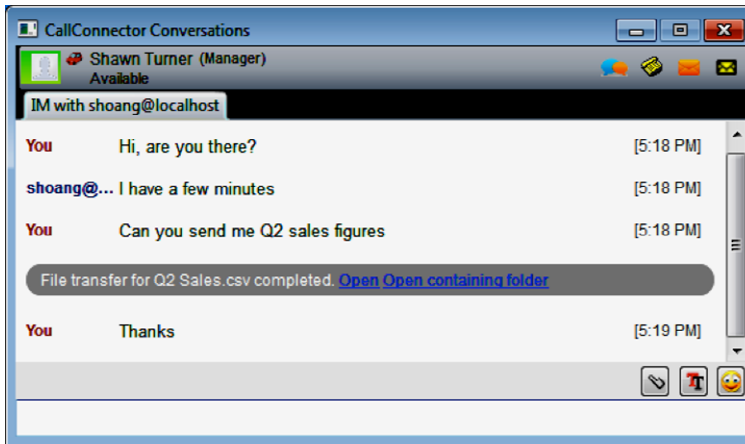 CallConnector Conversations
Shawn Turner (Manager)
Available
IM with shoang@localhost
You Hi, are you there? [5:18 PM]
shoang@... I have a few minutes [5:18 PM]
You Can you send me Q2 sales figures [5:18 PM]
File transfer for Q2 Sales.csv completed. Open Open containing folder
You Thanks [5:19 PM]